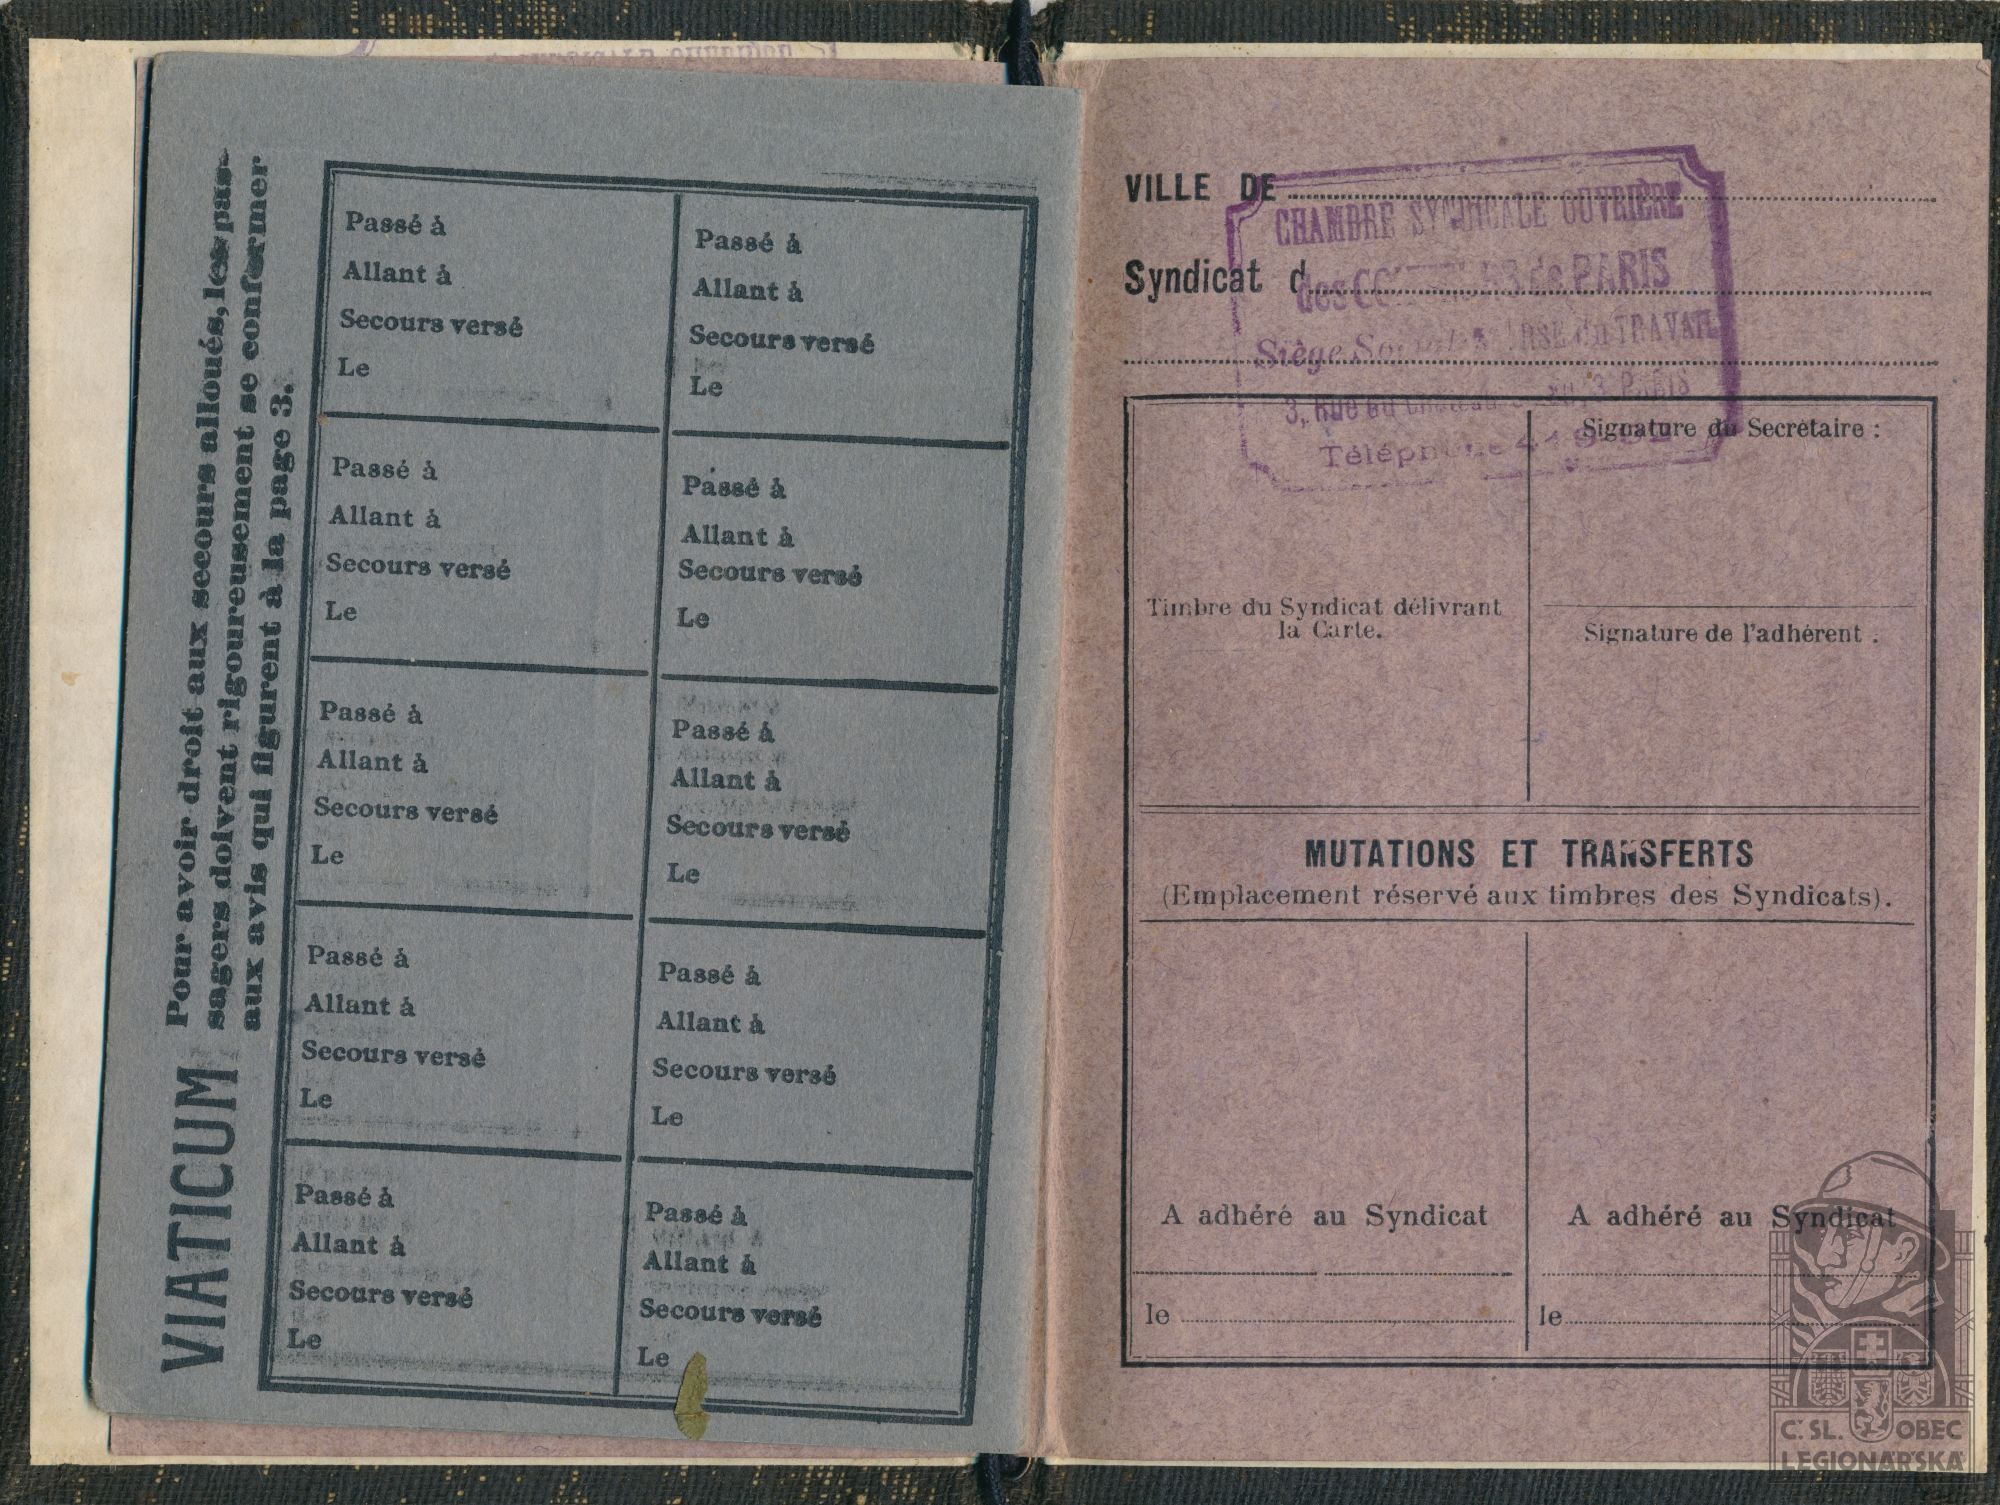 VIATICUM
Pour avoir droit aux secours alloués, les pas-
sagers doivent rigoureusement se conformer
aux avis qui figurent à la page 3.
Passé à
Allant à
Secours versé
Le
Passé à
Allant à
Secours versé
Le
Passé à
Allant à
Secours versé
Le
Passé à
Allant à
Secours versé
Le
Passé à
Allant à
Secours versé
Le
Passé à
Allant à
Secours versé
Le
Passé à
Allant à
Secours versé
Le
Passé à
Allant à
Secours versé
Le
Passé à
Allant à
Secours versé
Le
Passé à
Allant à
Secours versé
Le
VILLE DE
Syndicat d
CHAMBRE SYNDICALE OUVRIÈRE
des de PARIS
Siège Social du TRAVAIL
3, Rue du PARIS
Téléphone
Timbre du Syndicat délivrant
la Carte.
Signature du Secrétaire :
Signature de l'adhérent :
MUTATIONS ET TRANSFERTS
(Emplacement réservé aux timbres des Syndicats).
A adhéré au Syndicat
le
A adhéré au Syndicat
le
Č.SL. OBEC
LEGIONÁŘSKÁ